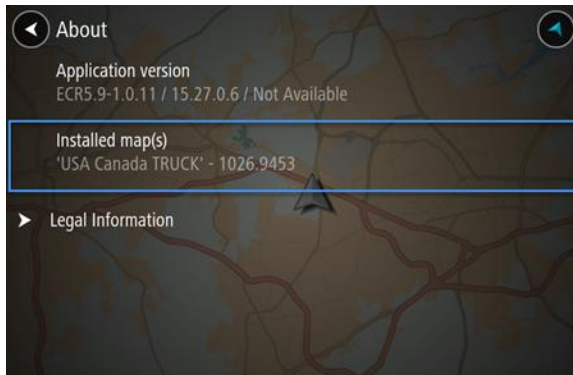 About
Application version
ECR5.9-1.0.11 / 15.27.0.6 / Not Available
Installed map(s)
'USA Canada TRUCK' - 1026.9453
Legal Information